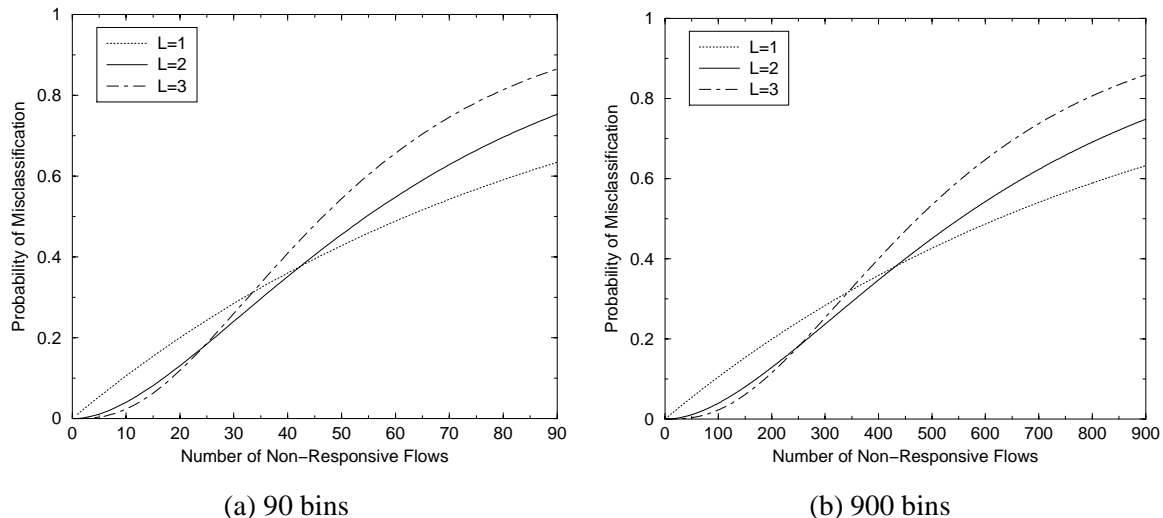 1
0.8
0.6
0.4
0.2
0
Probability of Misclassification
L=1
L=2
L=3
0 10 20 30 40 50 60 70 80 90
Number of Non−Responsive Flows
(a) 90 bins
1
0.8
0.6
0.4
0.2
0
Probability of Misclassification
L=1
L=2
L=3
0 100 200 300 400 500 600 700 800 900
Number of Non−Responsive Flows
(b) 900 bins